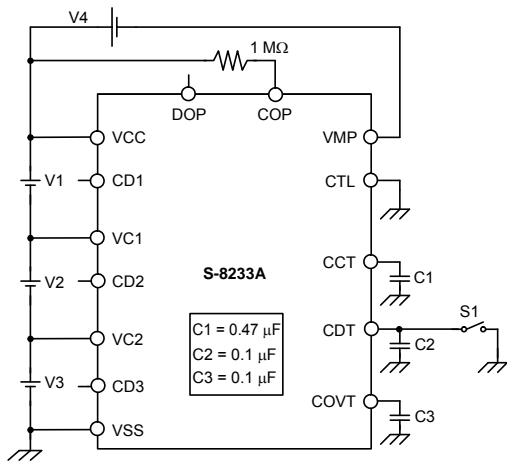 V4
1 MΩ
DOP
COP
VCC
VMP
V1
CD1
CTL
VC1
S-8233A
CCT
C1
V2
CD2
S1
C1 = 0.47 μF
C2 = 0.1 μF
C3 = 0.1 μF
CDT
C2
VC2
V3
CD3
COVT
C3
VSS